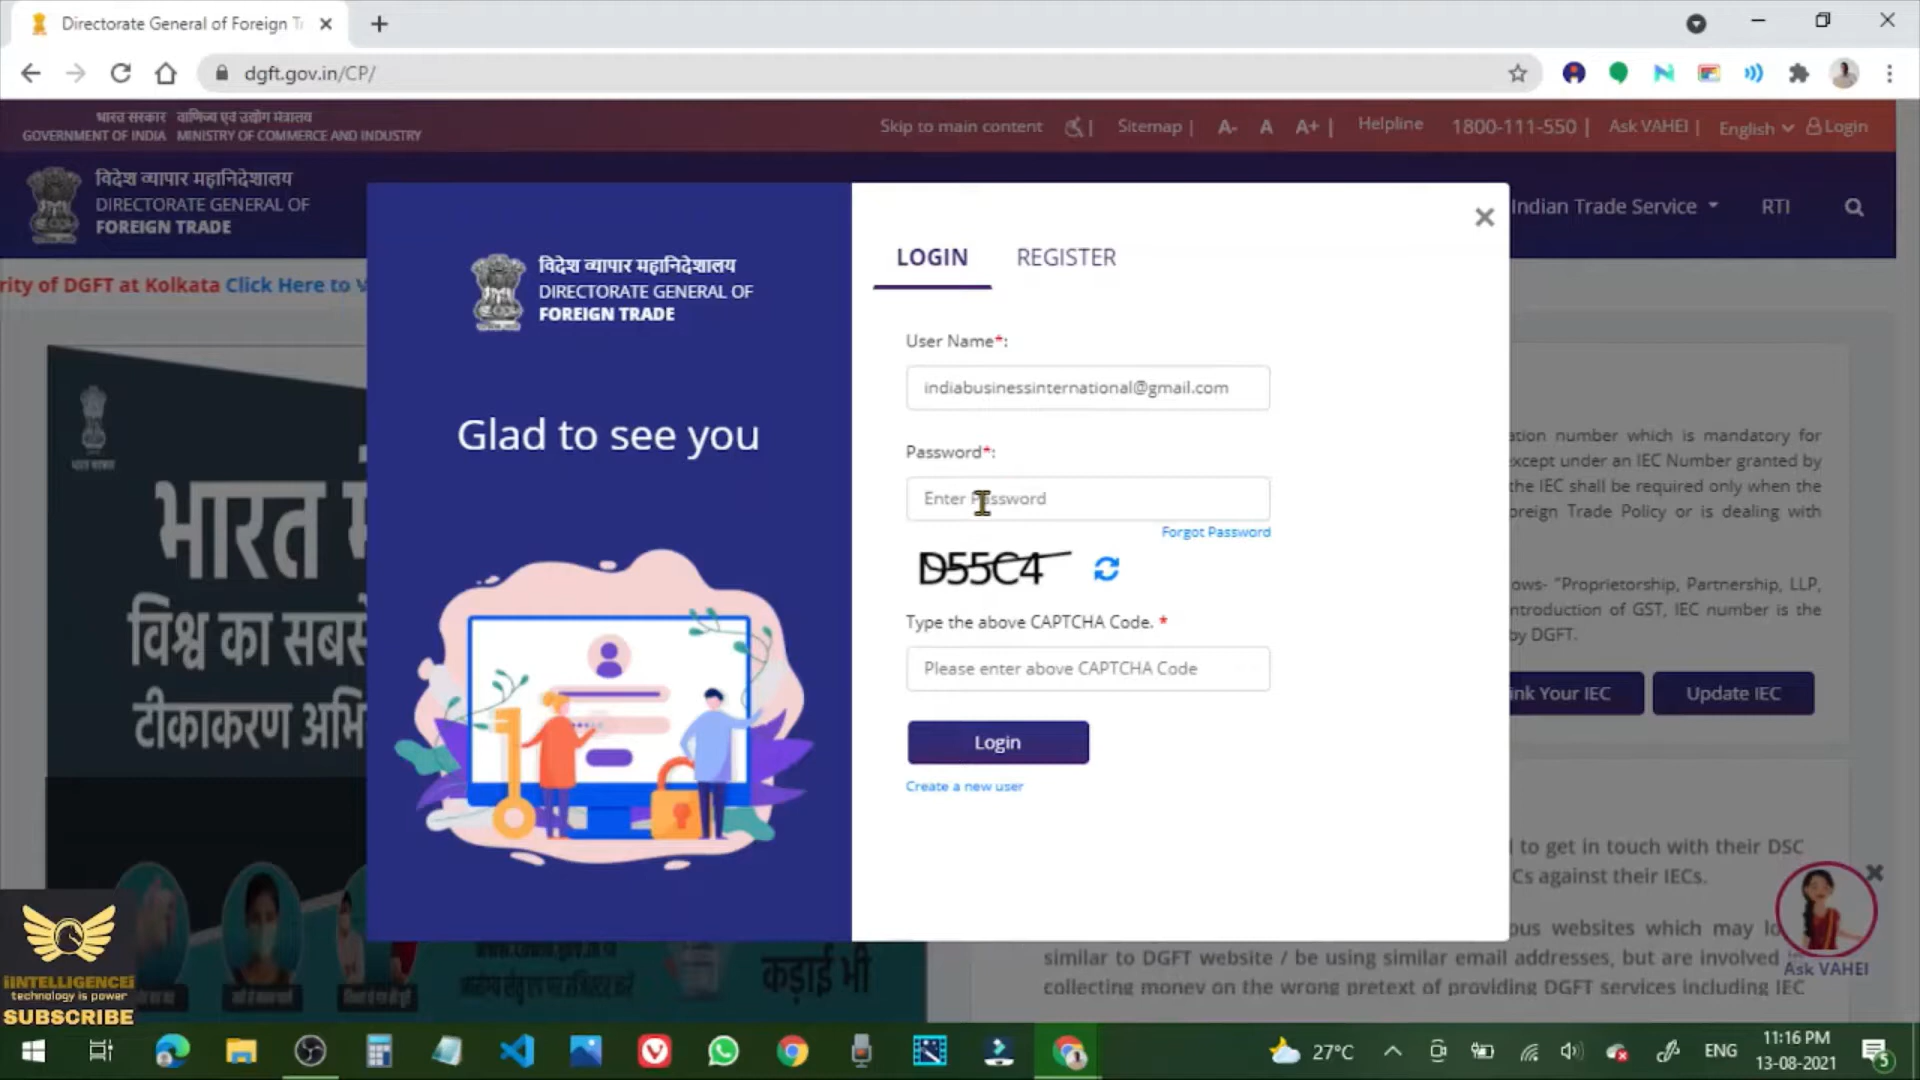 Directorate General of Foreign Tr
dgft.gov.in/CP/
भारत सरकार वाणिज्य एवं उद्योग मंत्रालय
GOVERNMENT OF INDIA MINISTRY OF COMMERCE AND INDUSTRY
Skip to main content | Sitemap | A- A A+ | Helpline 1800-111-550 | Ask VAHEI | English Login
विदेश व्यापार महानिदेशालय
DIRECTORATE GENERAL OF
FOREIGN TRADE
Indian Trade Service RTI
rity of DGFT at Kolkata Click Here to V
विदेश व्यापार महानिदेशालय
DIRECTORATE GENERAL OF
FOREIGN TRADE
Glad to see you
LOGIN REGISTER
User Name*:
indiabusinessinternational@gmail.com
Password*:
Enter Password
Forgot Password
D55C4
Type the above CAPTCHA Code. *
Please enter above CAPTCHA Code
Login
Create a new user
भारत
विश्व का सबसे
टीकाकरण
कड़ाई भी
ation number which is mandatory for
except under an IEC Number granted by
the IEC shall be required only when the
oreign Trade Policy or is dealing with
ows- "Proprietorship, Partnership, LLP,
ntroduction of GST, IEC number is the
by DGFT.
ink Your IEC Update IEC
to get in touch with their DSC
Cs against their IECs.
ous websites which may lo
similar to DGFT website / be using similar email addresses, but are involved
collecting money on the wrong pretext of providing DGFT services including IEC
Ask VAHEI
iINTELLIGENCEi
technology is power
SUBSCRIBE
27°C
ENG
11:16 PM
13-08-2021
5